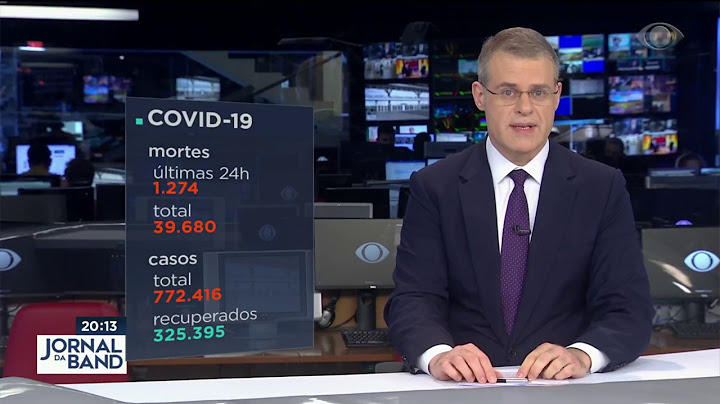 COVID-19
mortes
últimas 24h
1.274
total
39.680
casos
total
772.416
recuperados
325.395
20:13
JORNAL
DA BAND